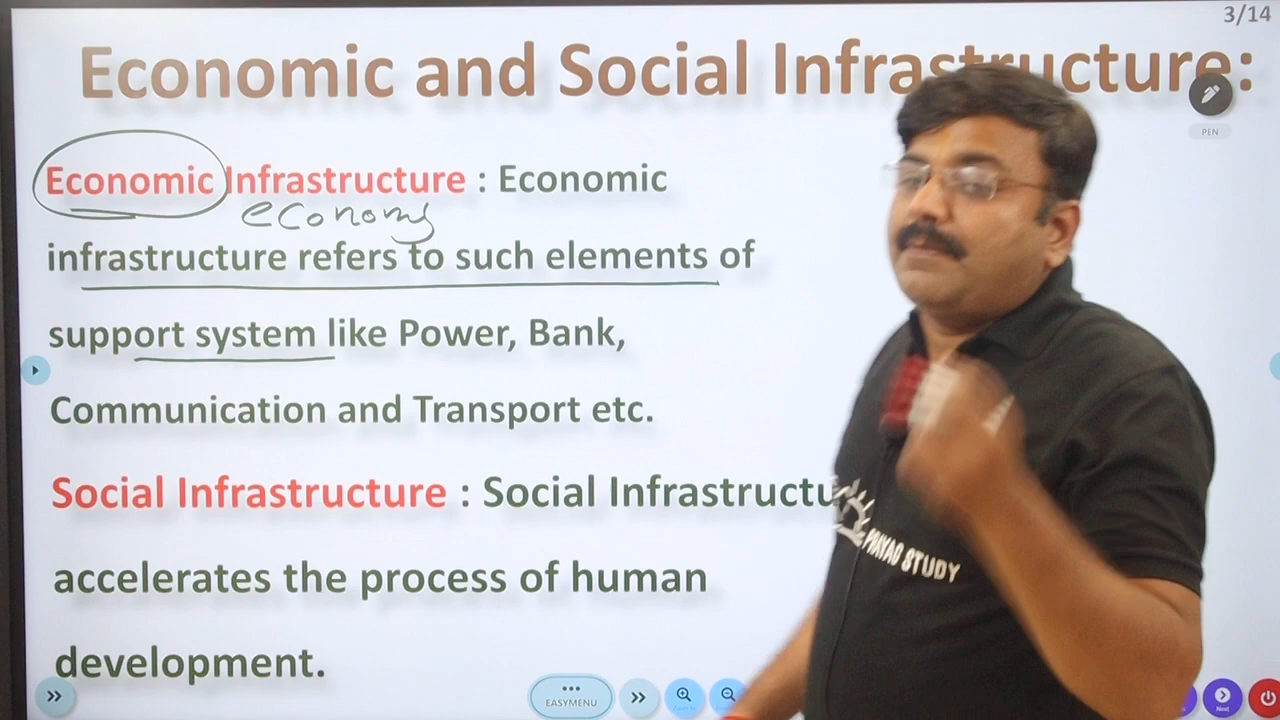 3/14
Economic and Social Infrastructure:
PEN
Economic Infrastructure : Economic
economy
infrastructure refers to such elements of
support system like Power, Bank,
Communication and Transport etc.
Social Infrastructure : Social Infrastructu
accelerates the process of human
development.
STUDY
EASYMENU
Next